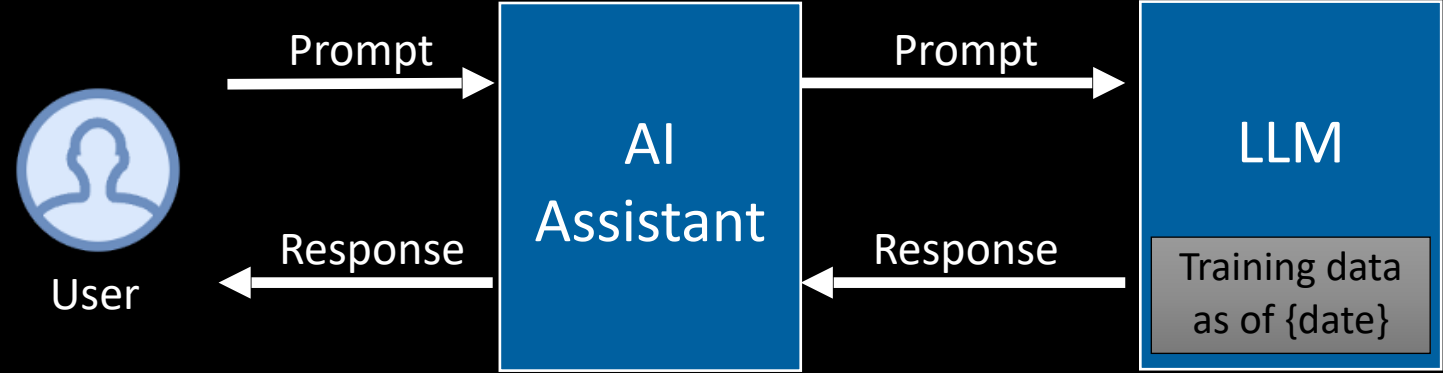 Prompt
Prompt
AI
Assistant
LLM
Response
Response
User
Training data
as of {date}